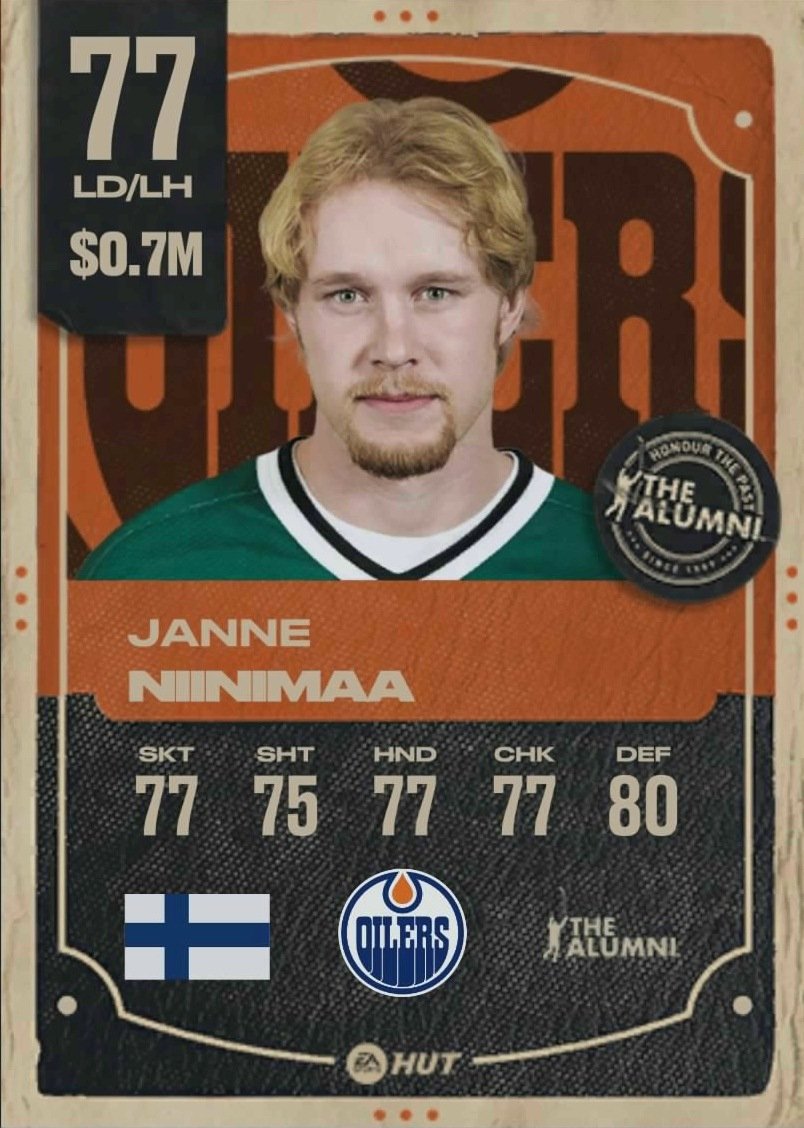 77
LD/LH
$0.7M
OILERS
HONOUR THE PAST
THE
ALUMNI
JANNE
NIINIMAA
SKT SHT HND CHK DEF
77 75 77 77 80
OILERS
THE
ALUMNI
EA HUT